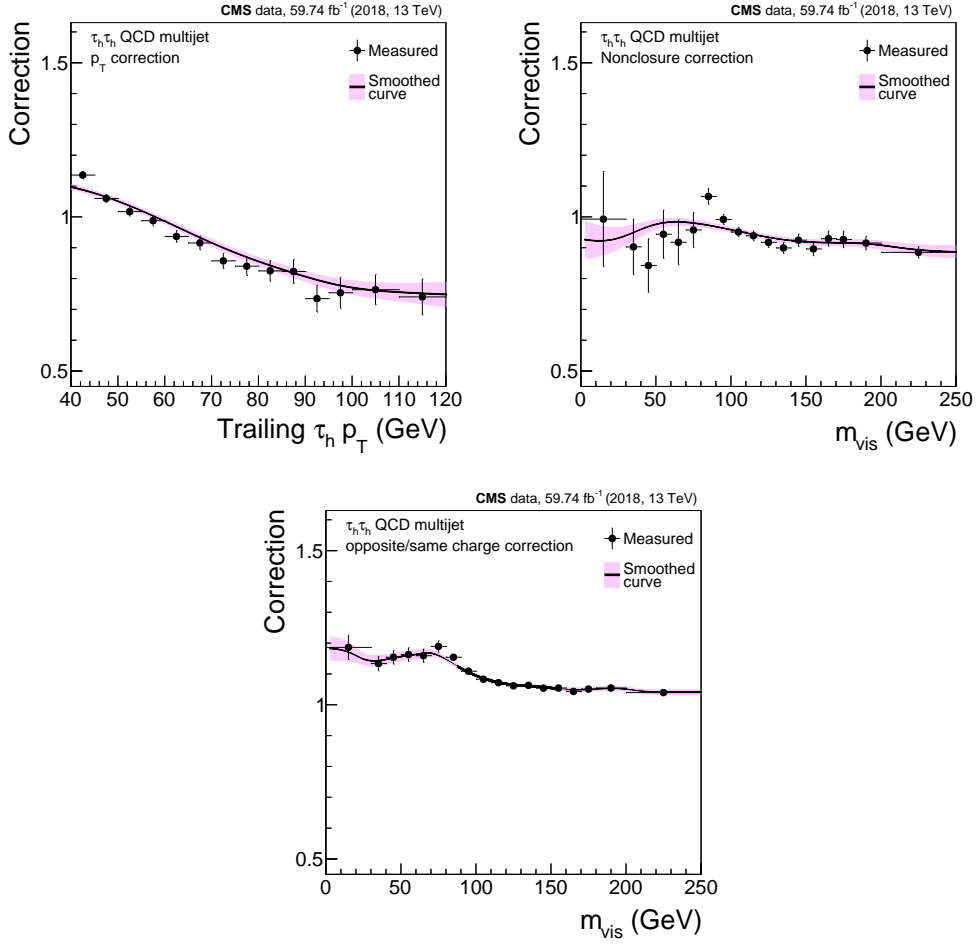 CMS data, 59.74 fb⁻¹ (2018, 13 TeV)
τₕτₕ QCD multijet
p_T correction
Measured
Smoothed
curve
Correction
1.5
1
0.5
40 50 60 70 80 90 100 110 120
Trailing τₕ p_T (GeV)
CMS data, 59.74 fb⁻¹ (2018, 13 TeV)
τₕτₕ QCD multijet
Nonclosure correction
Measured
Smoothed
curve
Correction
1.5
1
0.5
0 50 100 150 200 250
m_vis (GeV)
CMS data, 59.74 fb⁻¹ (2018, 13 TeV)
τₕτₕ QCD multijet
opposite/same charge correction
Measured
Smoothed
curve
Correction
1.5
1
0.5
0 50 100 150 200 250
m_vis (GeV)